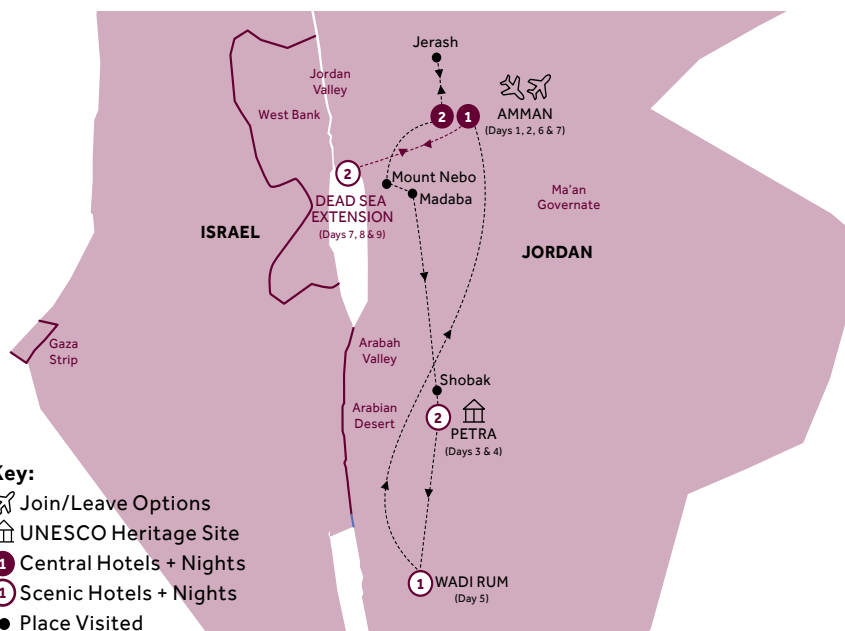 Jerash
Jordan
Valley
West Bank
2
1
AMMAN
(Days 1, 2, 6 & 7)
2
Mount Nebo
Madaba
DEAD SEA
EXTENSION
(Days 7, 8 & 9)
Ma'an
Governate
ISRAEL
JORDAN
Gaza
Strip
Arabah
Valley
Shobak
Arabian
Desert
2
PETRA
(Days 3 & 4)
1
WADI RUM
(Day 5)
Key:
Join/Leave Options
UNESCO Heritage Site
1 Central Hotels + Nights
1 Scenic Hotels + Nights
Place Visited